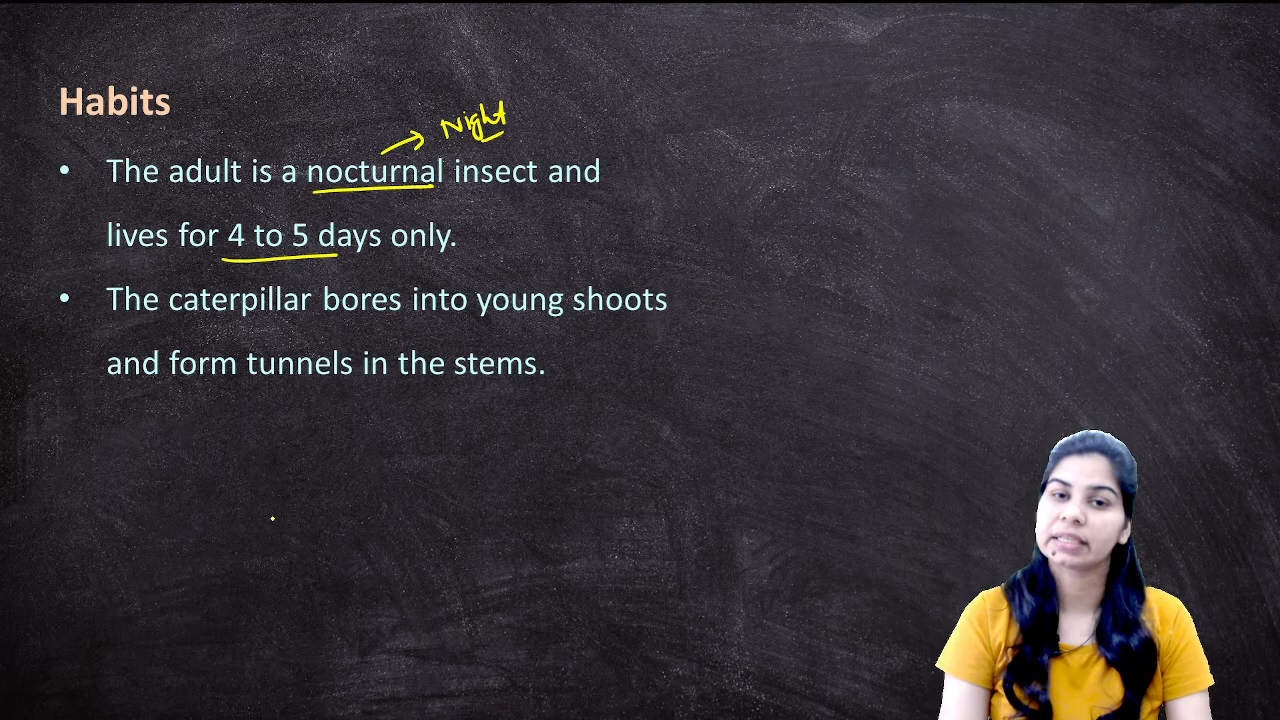 Habits
Night
• The adult is a nocturnal insect and
lives for 4 to 5 days only.
• The caterpillar bores into young shoots
and form tunnels in the stems.